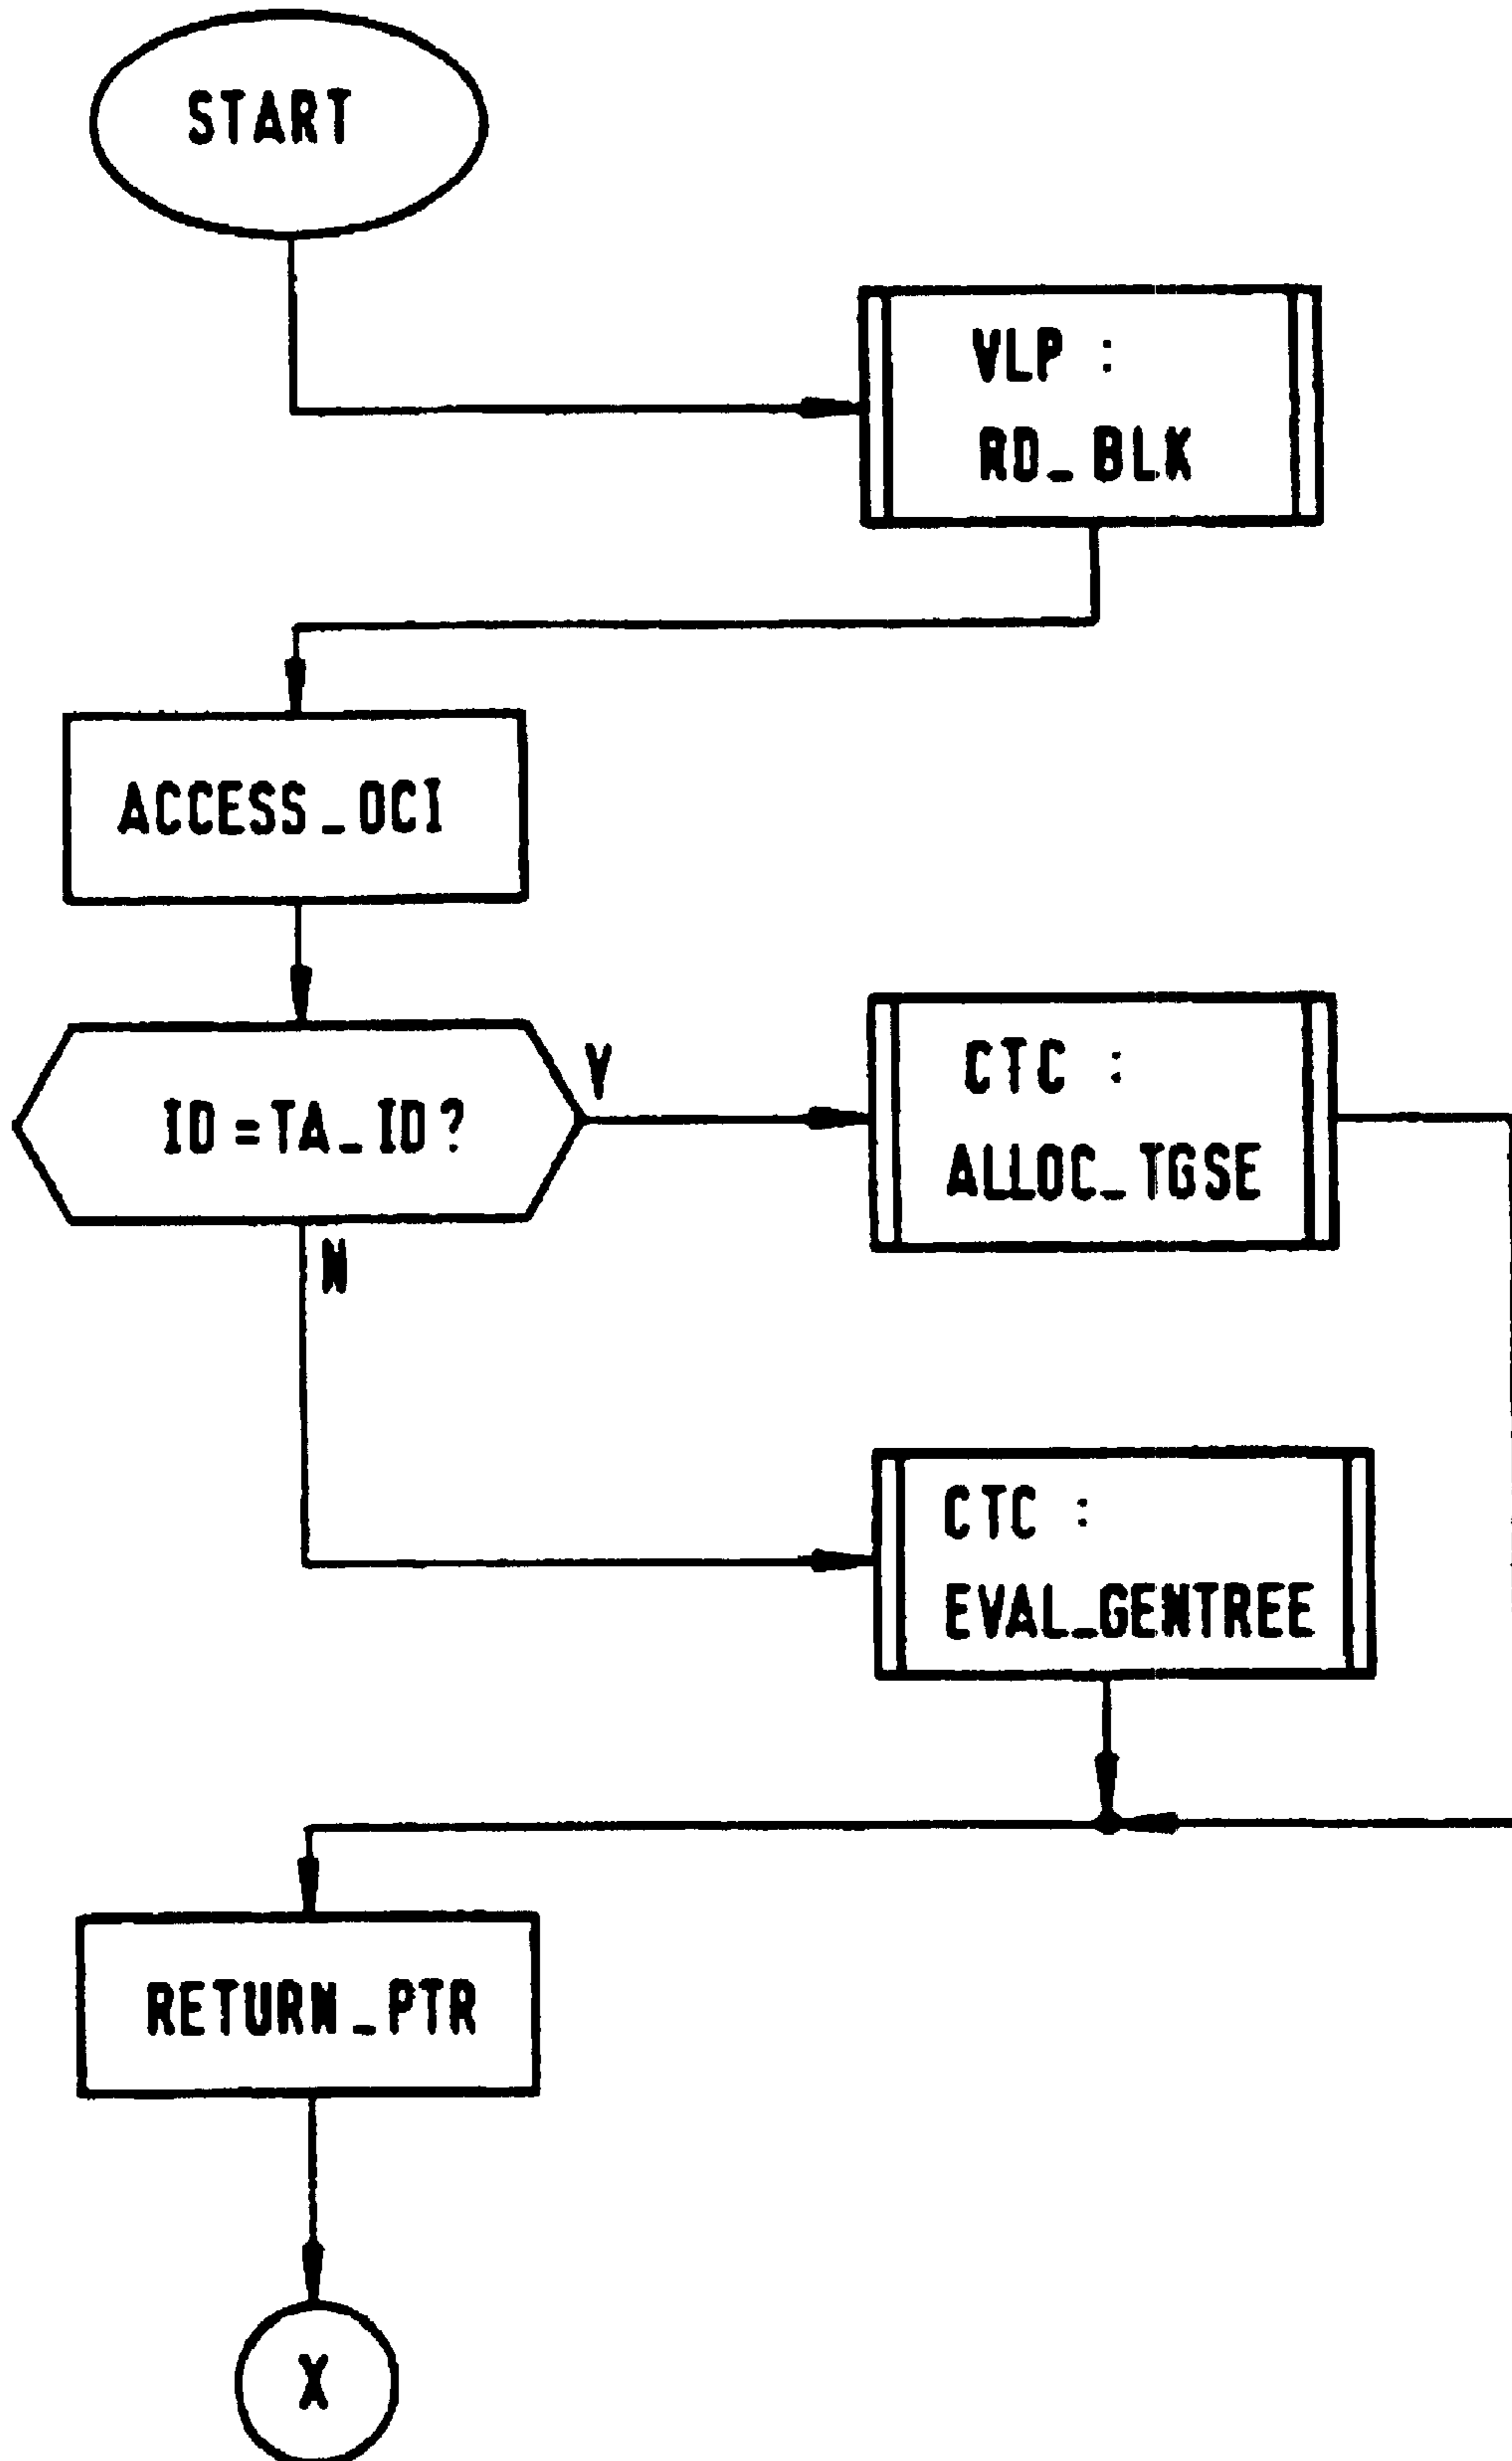 START
VLP :
RD_BLK
ACCESS_OCI
ID=TA_ID?
Y
CTC :
ALLOC_TGSE
N
CTC :
EVAL_GENTREE
RETURN_PTR
X